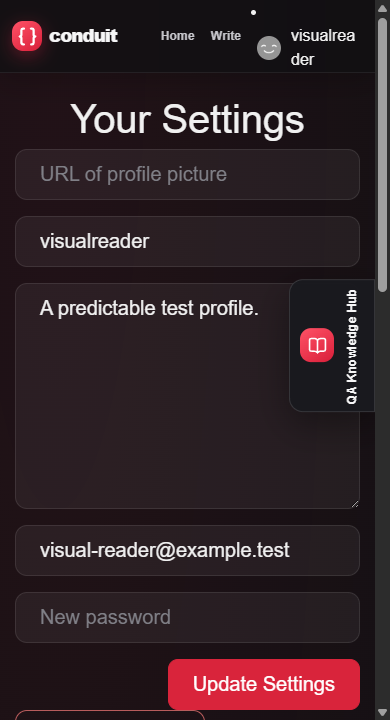 conduit
Home
Write
visualrea
der
Your Settings
URL of profile picture
visualreader
A predictable test profile.
QA Knowledge Hub
visual-reader@example.test
New password
Update Settings